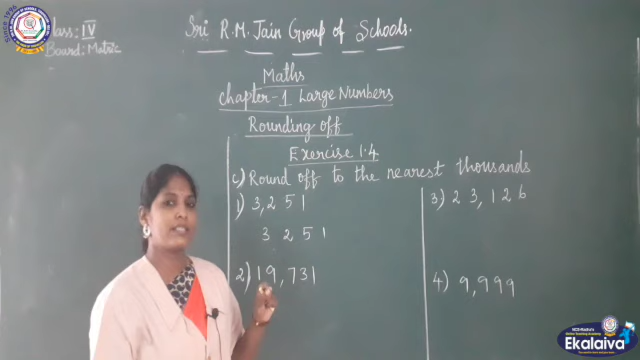 Class: IV
Board: Matric
Sri R.M. Jain Group of Schools.
Maths
Chapter-1 Large Numbers
Rounding off
Exercise 1.4
c) Round off to the nearest thousands
1) 3,251
3 2 5 1
2) 19,731
3) 23,126
4) 9,999
Ekalaiva
SINCE 1996